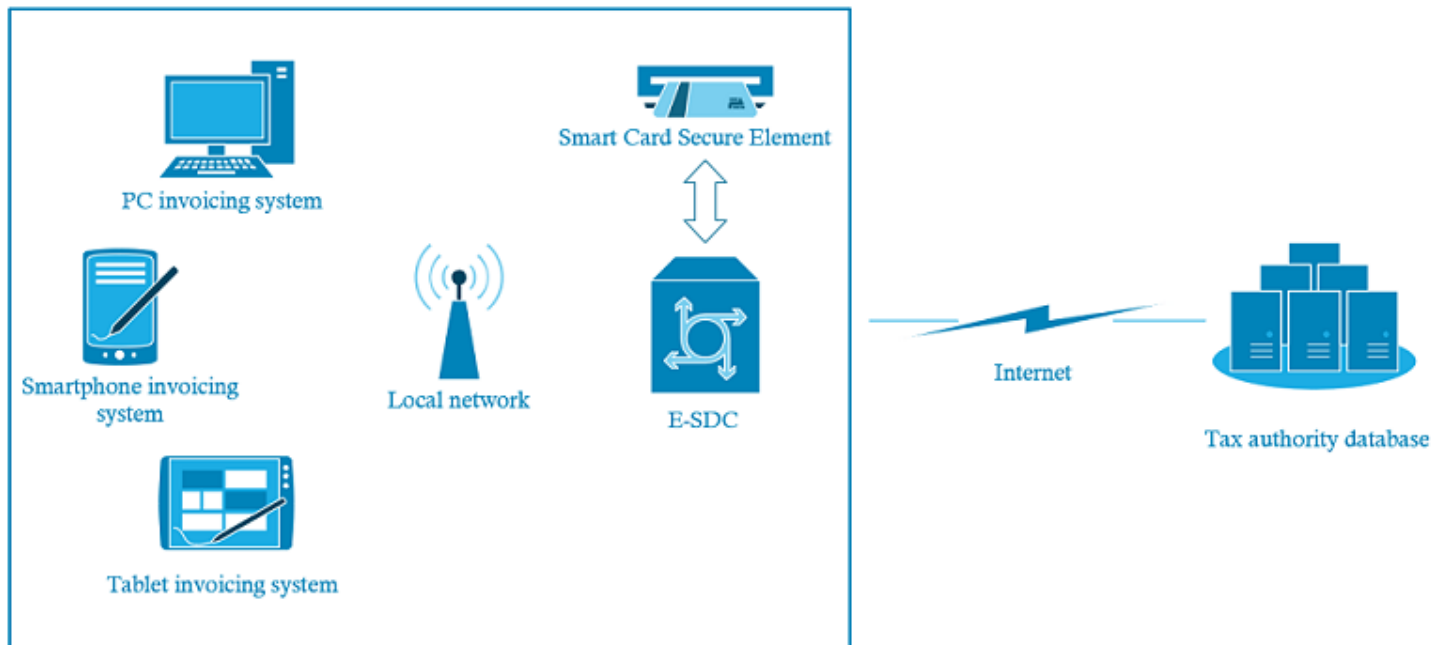 Smart Card Secure Element
PC invoicing system
Smartphone invoicing
system
Local network
E-SDC
Internet
Tax authority database
Tablet invoicing system